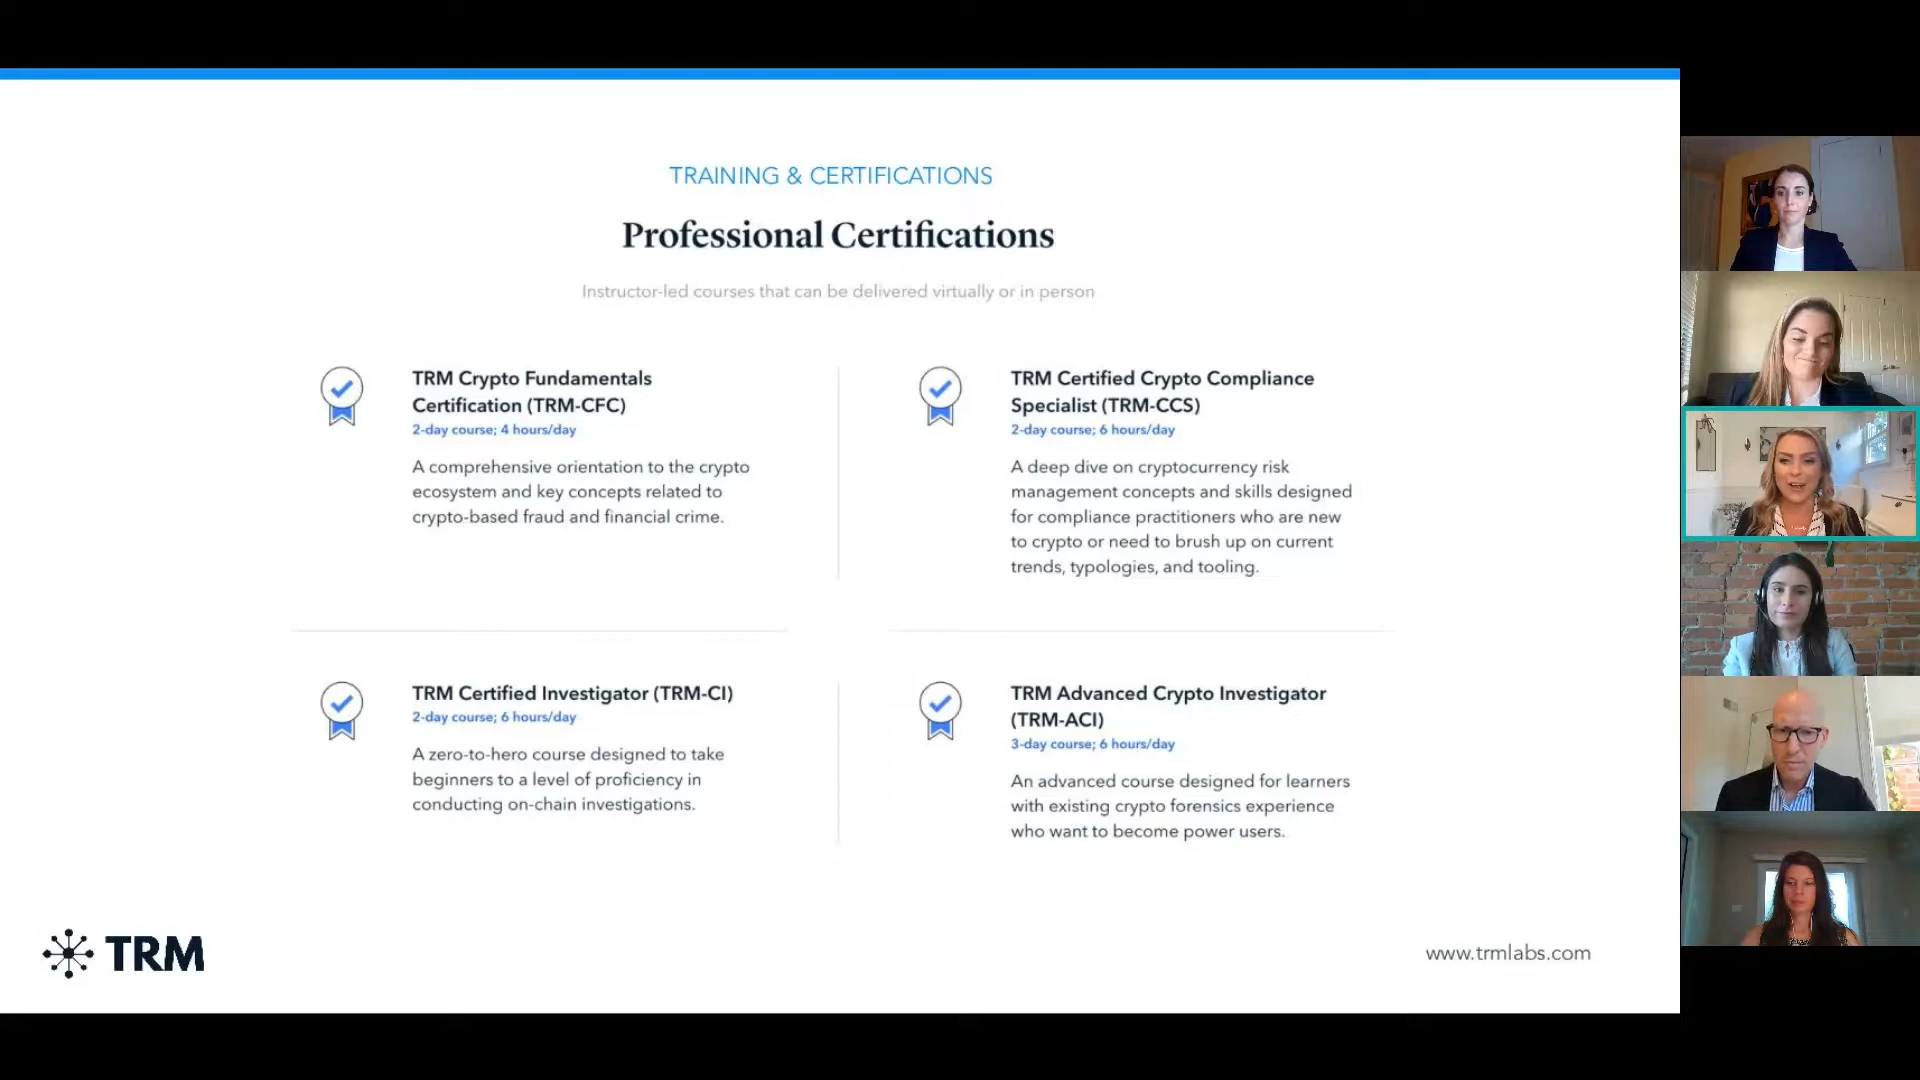 TRAINING & CERTIFICATIONS
Professional Certifications
Instructor-led courses that can be delivered virtually or in person
TRM Crypto Fundamentals
Certification (TRM-CFC)
2-day course; 4 hours/day
A comprehensive orientation to the crypto
ecosystem and key concepts related to
crypto-based fraud and financial crime.
TRM Certified Crypto Compliance
Specialist (TRM-CCS)
2-day course; 6 hours/day
A deep dive on cryptocurrency risk
management concepts and skills designed
for compliance practitioners who are new
to crypto or need to brush up on current
trends, typologies, and tooling.
TRM Certified Investigator (TRM-CI)
2-day course; 6 hours/day
A zero-to-hero course designed to take
beginners to a level of proficiency in
conducting on-chain investigations.
TRM Advanced Crypto Investigator
(TRM-ACI)
3-day course; 6 hours/day
An advanced course designed for learners
with existing crypto forensics experience
who want to become power users.
TRM
www.trmlabs.com